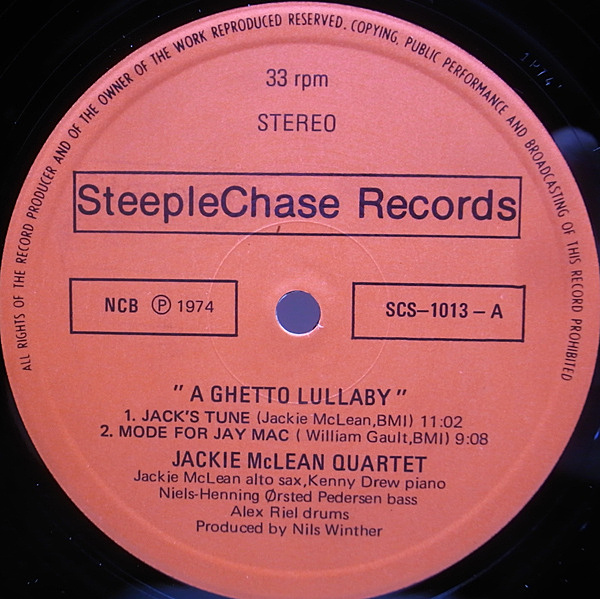 ALL RIGHTS OF THE RECORD PRODUCER AND OF THE OWNER OF THE WORK REPRODUCED RESERVED. COPYING, PUBLIC PERFORMANCE AND BROADCASTING OF THIS RECORD PROHIBITED
33 rpm
STEREO
SteepleChase Records
NCB Ⓟ 1974
SCS–1013 – A
" A GHETTO LULLABY "
1. JACK'S TUNE (Jackie McLean,BMI) 11:02
2. MODE FOR JAY MAC ( William Gault,BMI) 9:08
JACKIE McLEAN QUARTET
Jackie McLean alto sax,Kenny Drew piano
Niels-Henning Ørsted Pedersen bass
Alex Riel drums
Produced by Nils Winther